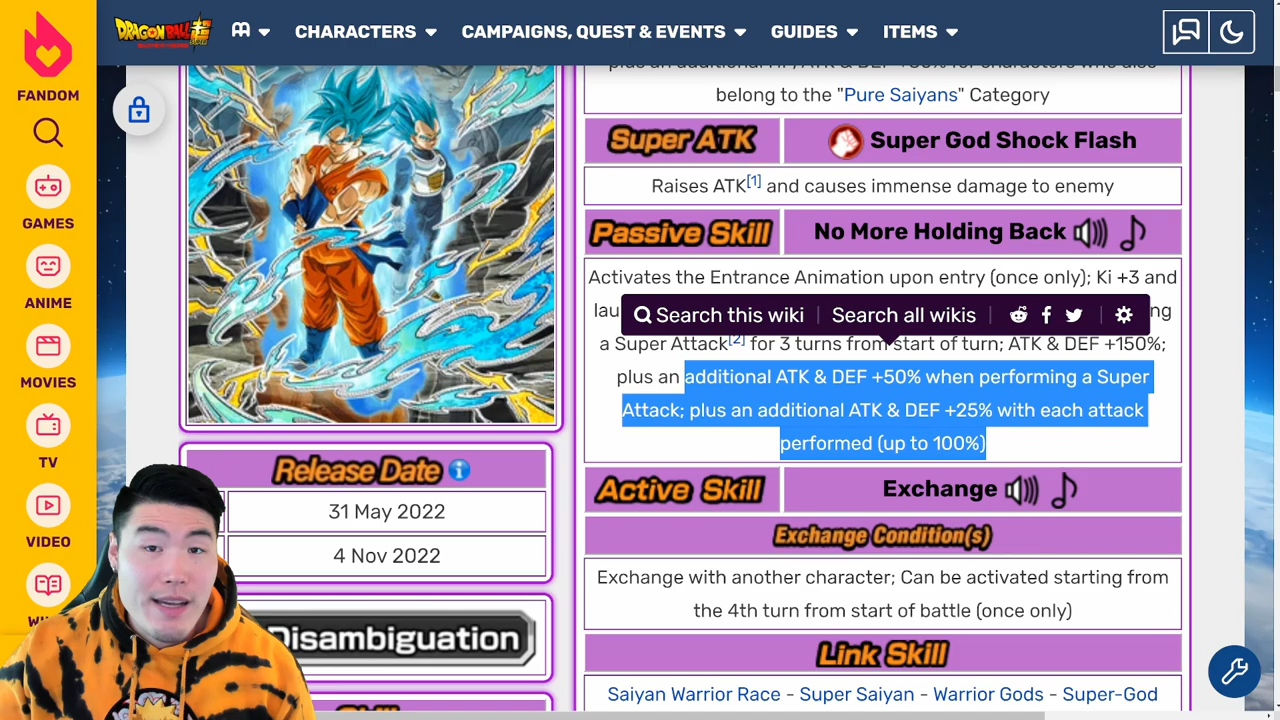 DRAGON BALL
CHARACTERS
CAMPAIGNS, QUEST & EVENTS
GUIDES
ITEMS
FANDOM
GAMES
ANIME
MOVIES
TV
VIDEO
belong to the "Pure Saiyans" Category
Super ATK
Super God Shock Flash
Raises ATK[1] and causes immense damage to enemy
Passive Skill
No More Holding Back
Activates the Entrance Animation upon entry (once only); Ki +3 and
Search this wiki
Search all wikis
a Super Attack[2] for 3 turns from start of turn; ATK & DEF +150%;
plus an additional ATK & DEF +50% when performing a Super
Attack; plus an additional ATK & DEF +25% with each attack
performed (up to 100%)
Active Skill
Exchange
Exchange Condition(s)
Exchange with another character; Can be activated starting from
the 4th turn from start of battle (once only)
Link Skill
Saiyan Warrior Race - Super Saiyan - Warrior Gods - Super-God
Release Date
31 May 2022
4 Nov 2022
Disambiguation